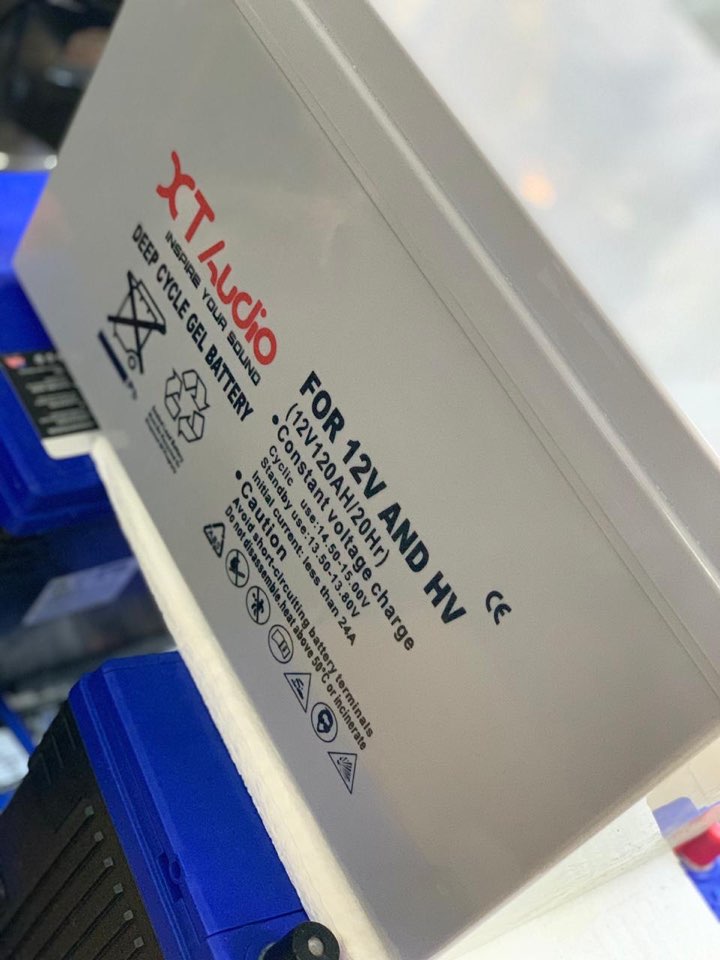 XT Audio
INSPIRE YOUR SOUND
DEEP CYCLE GEL BATTERY
FOR 12V AND HV
(12V120AH/20Hr)
•Constant voltage charge
Cyclic use:14.50-15.00V
Standby use:13.50-13.80V
Initial current: less than 24A
•Caution
Avoid short-circuiting battery terminals
Do not disassemble,heat above 50°C or incinerate
CE